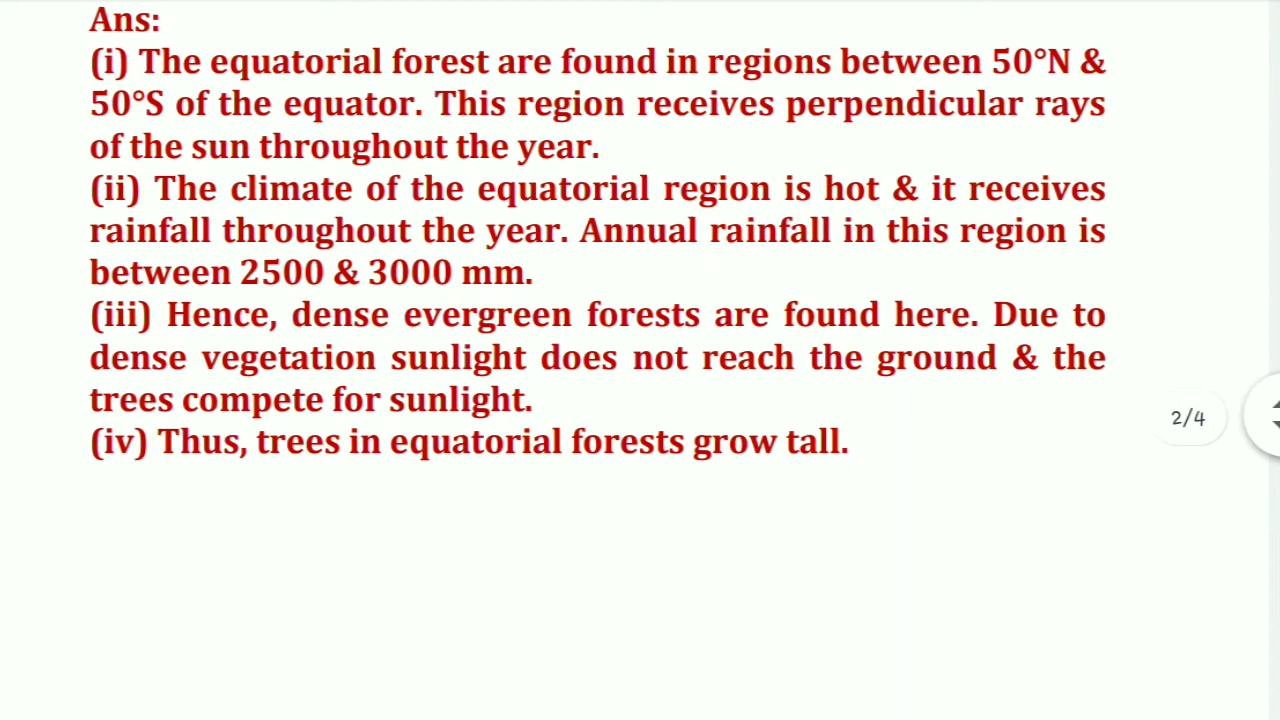 Ans:
(i) The equatorial forest are found in regions between 50°N &
50°S of the equator. This region receives perpendicular rays
of the sun throughout the year.
(ii) The climate of the equatorial region is hot & it receives
rainfall throughout the year. Annual rainfall in this region is
between 2500 & 3000 mm.
(iii) Hence, dense evergreen forests are found here. Due to
dense vegetation sunlight does not reach the ground & the
trees compete for sunlight.
(iv) Thus, trees in equatorial forests grow tall.
2/4